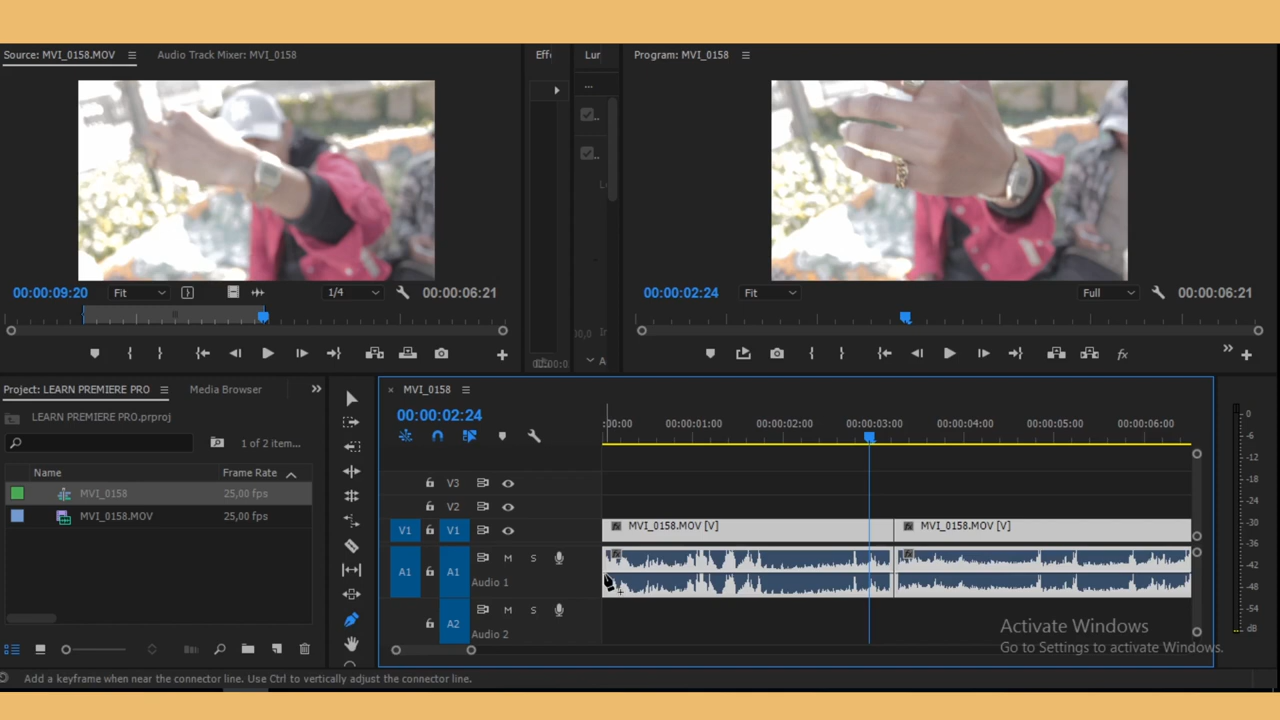 Source: MVI_0158.MOV
Audio Track Mixer: MVI_0158
Eff
Lur
Program: MVI_0158
...
00:00:09:20
Fit
1/4
00:00:06:21
00:00:02:24
Fit
Full
00:00:06:21
fx
Project: LEARN PREMIERE PRO
Media Browser
LEARN PREMIERE PRO.prproj
1 of 2 item...
Name
Frame Rate
MVI_0158
25,00 fps
MVI_0158.MOV
25,00 fps
× MVI_0158
00:00:02:24
:00:00
00:00:01:00
00:00:02:00
00:00:03:00
00:00:04:00
00:00:05:00
00:00:06:00
V3
V2
V1
V1
MVI_0158.MOV [V]
MVI_0158.MOV [V]
A1
A1
M
S
Audio 1
A2
M
S
Audio 2
0
-6
-12
-18
-24
-30
-36
-42
-48
-54
dB
Activate Windows
Go to Settings to activate Windows.
Add a keyframe when near the connector line. Use Ctrl to vertically adjust the connector line.